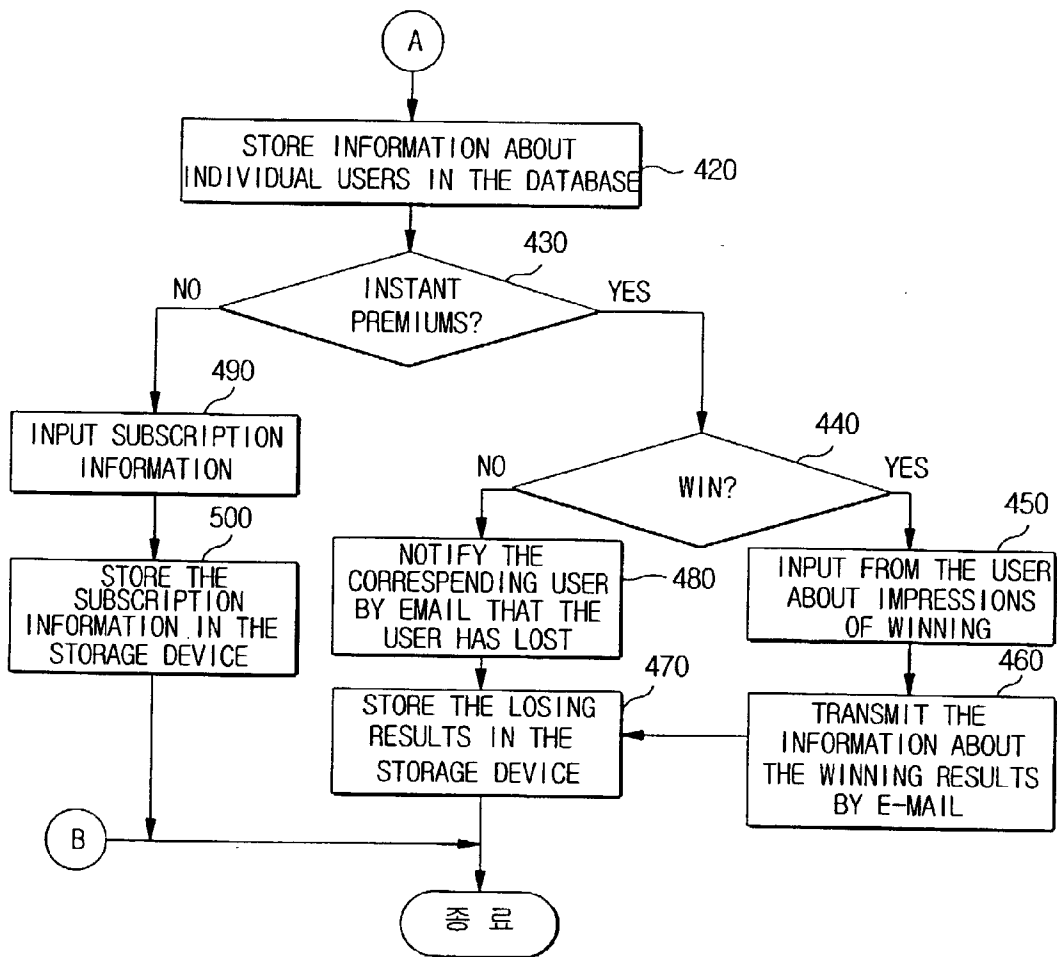 A
STORE INFORMATION ABOUT
INDIVIDUAL USERS IN THE DATABASE
420
430
NO
INSTANT
PREMIUMS?
YES
490
INPUT SUBSCRIPTION
INFORMATION
440
NO
WIN?
YES
500
STORE THE
SUBSCRIPTION
INFORMATION IN THE
STORAGE DEVICE
NOTIFY THE
CORRESPENDING USER
BY EMAIL THAT THE
USER HAS LOST
480
450
INPUT FROM THE USER
ABOUT IMPRESSIONS
OF WINNING
470
STORE THE LOSING
RESULTS IN THE
STORAGE DEVICE
460
TRANSMIT THE
INFORMATION ABOUT
THE WINNING RESULTS
BY E-MAIL
B
종 료